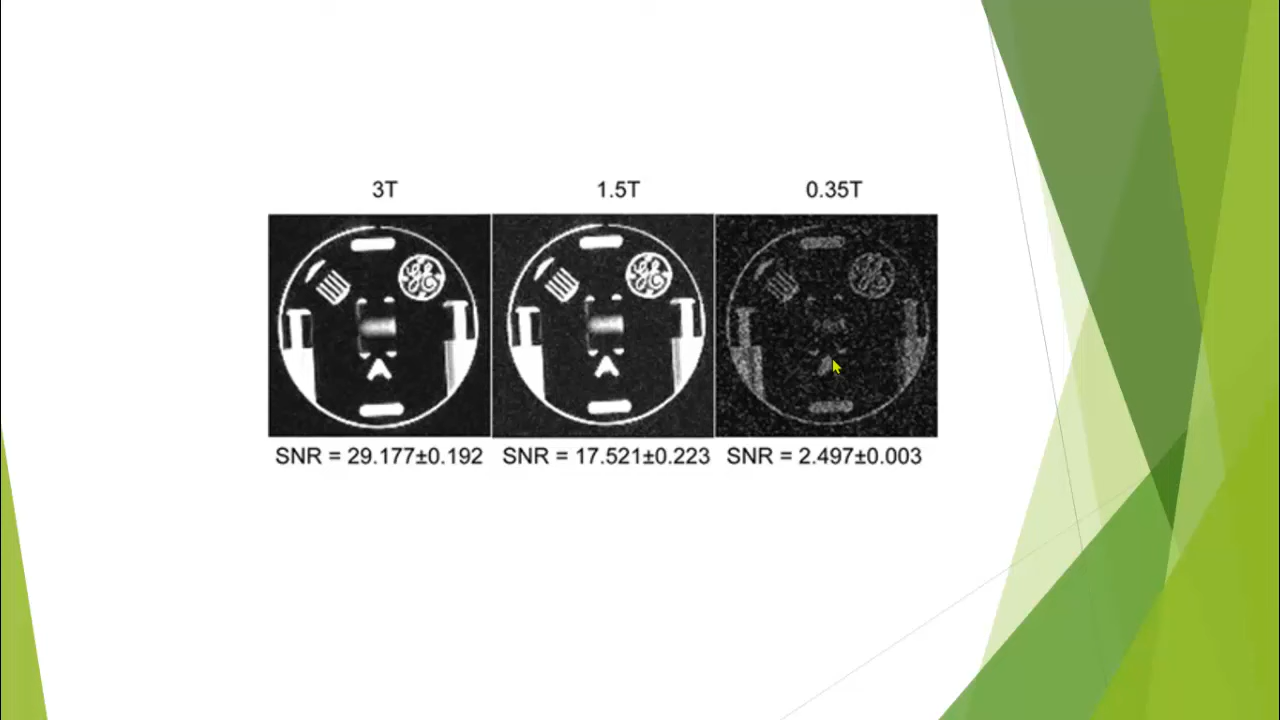 3T 1.5T 0.35T
SNR = 29.177±0.192 SNR = 17.521±0.223 SNR = 2.497±0.003